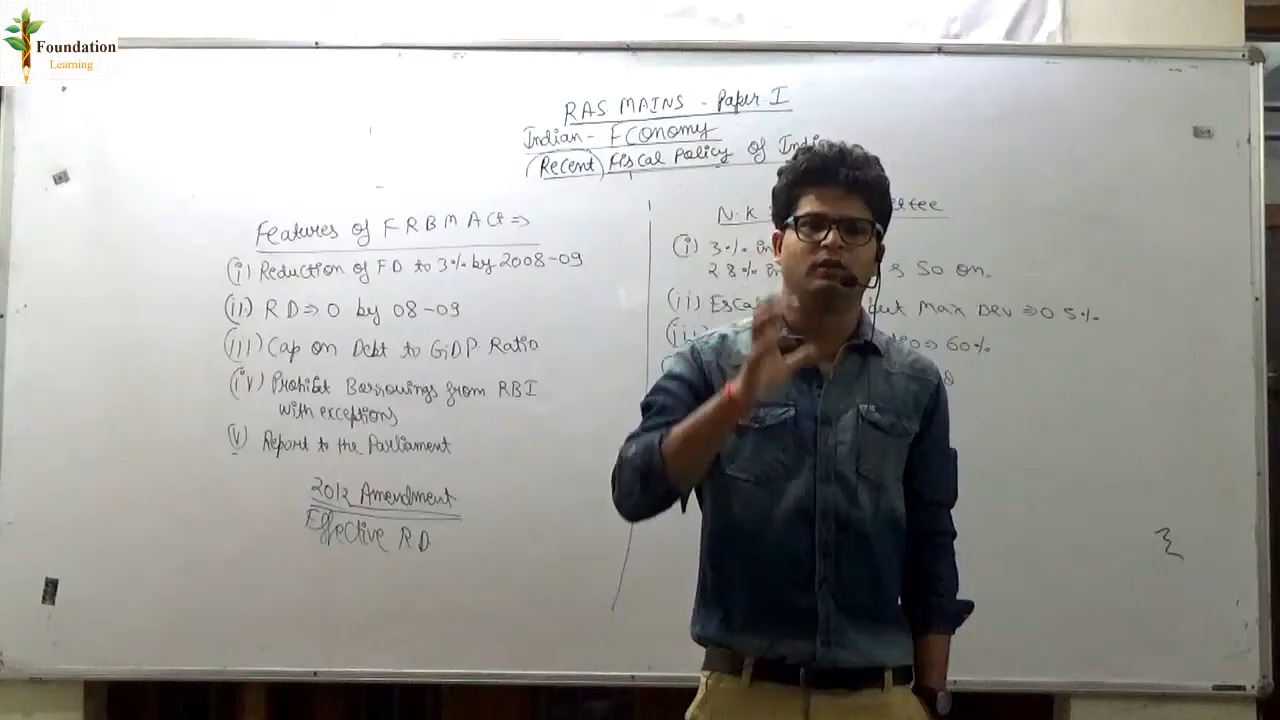 Foundation
Learning
RAS MAINS - Paper-I
Indian - Economy
(Recent) Fiscal Policy of
Features of FRBM Act ⇒
(i) Reduction of FD to 3% by 2008-09
(ii) RD ⇒ 0 by 08-09
(iii) Cap on Debt to GDP Ratio
(iv) Prohibit Borrowings from RBI
with exceptions
(v) Report to the Parliament
2012 Amendment
Effective RD
N.K
(i) 3% in
2.8% in so on.
(ii) Max Dev ⇒ 0.5%
(iii) ⇒ 60%